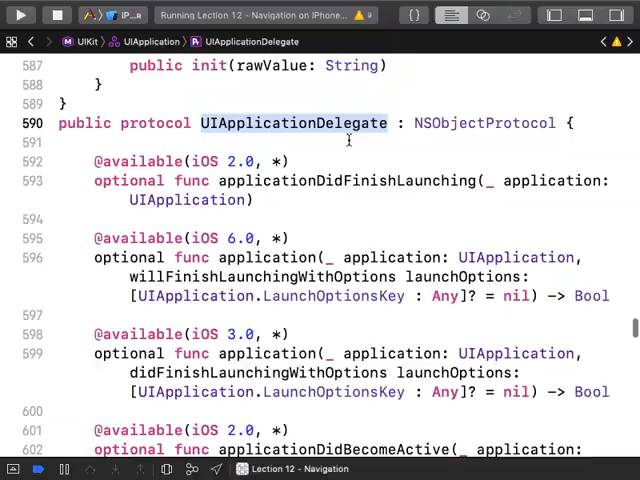 iP...
Running Lection 12 - Navigation on iPhone...
{ }
UIKit
UIApplication
UIApplicationDelegate
587 public init(rawValue: String)
588 }
589 }
590 public protocol UIApplicationDelegate : NSObjectProtocol {
591
592 @available(iOS 2.0, *)
593 optional func applicationDidFinishLaunching(_ application:
UIApplication)
594
595 @available(iOS 6.0, *)
596 optional func application(_ application: UIApplication,
willFinishLaunchingWithOptions launchOptions:
[UIApplication.LaunchOptionsKey : Any]? = nil) -> Bool
597
598 @available(iOS 3.0, *)
599 optional func application(_ application: UIApplication,
didFinishLaunchingWithOptions launchOptions:
[UIApplication.LaunchOptionsKey : Any]? = nil) -> Bool
600
601 @available(iOS 2.0, *)
602 optional func applicationDidBecomeActive(_ application:
Lection 12 - Navigation